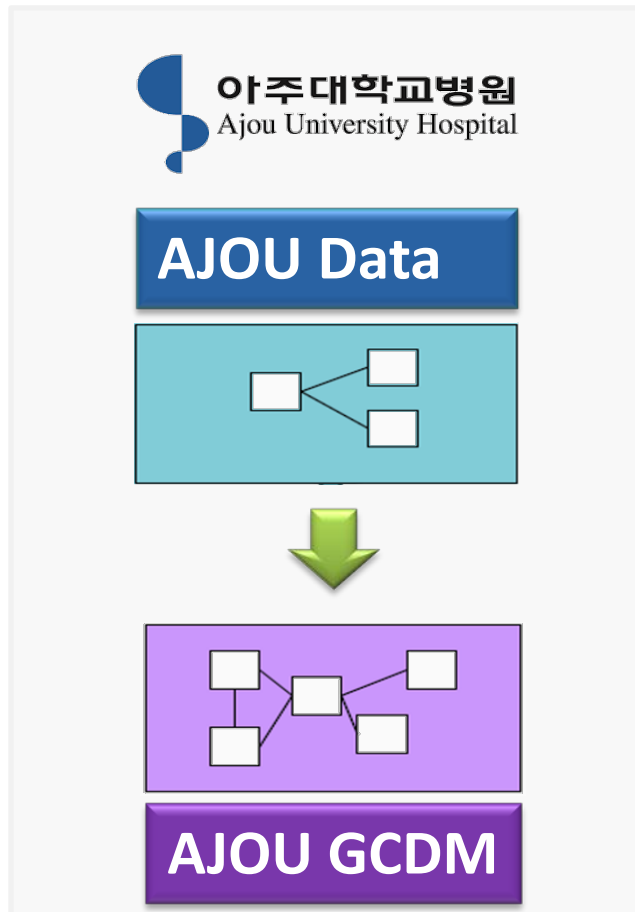 아주대학교병원
Ajou University Hospital
AJOU Data
AJOU GCDM